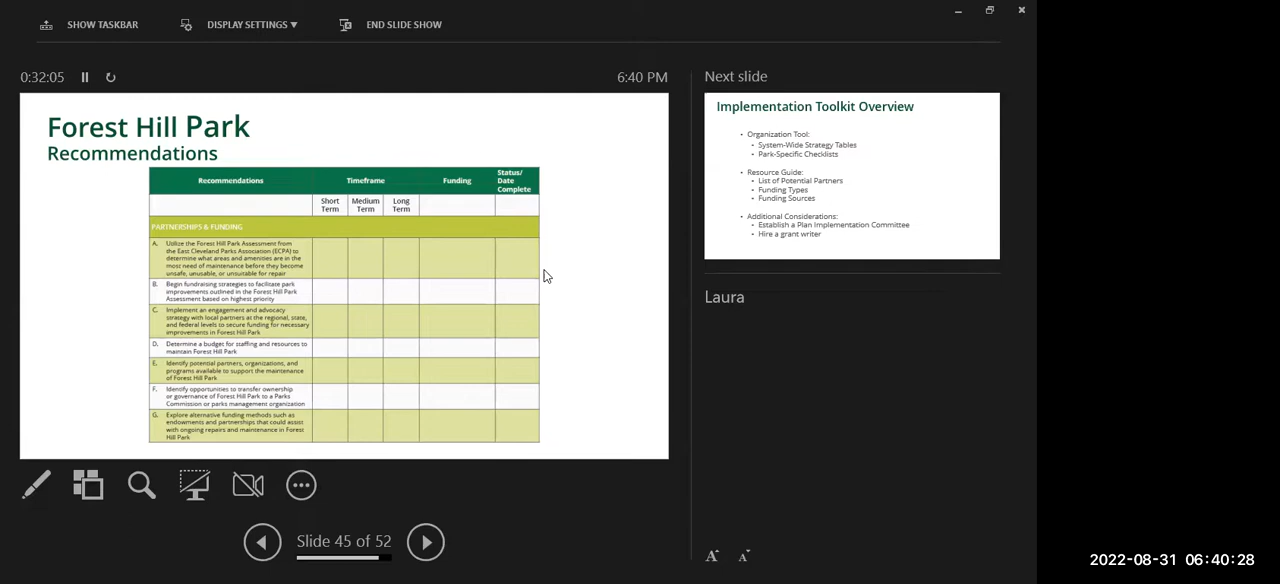 SHOW TASKBAR
DISPLAY SETTINGS ▼
END SLIDE SHOW
0:32:05
6:40 PM
Forest Hill Park
Recommendations
Recommendations
Timeframe
Funding
Status/
Date
Complete
Short
Term
Medium
Term
Long
Term
PARTNERSHIPS & FUNDING
A. Utilize the Forest Hill Park Assessment from
the East Cleveland Parks Association (ECPA) to
determine what areas and amenities are in the
most need of maintenance before they become
unsafe, unusable, or unsuitable for repair
B. Begin fundraising strategies to facilitate park
improvements outlined in the Forest Hill Park
Assessment based on highest priority
C. Implement an engagement and advocacy
strategy with local partners at the regional, state,
and federal levels to secure funding for necessary
improvements in Forest Hill Park
D. Determine a budget for staffing and resources to
maintain Forest Hill Park
E. Identify potential partners, organizations, and
programs available to support the maintenance
of Forest Hill Park
F. Identify opportunities to transfer ownership
or governance of Forest Hill Park to a Parks
Commission or parks management organization
G. Explore alternative funding methods such as
endowments and partnerships that could assist
with ongoing repairs and maintenance in Forest
Hill Park
Slide 45 of 52
Next slide
Implementation Toolkit Overview
• Organization Tool:
• System-Wide Strategy Tables
• Park-Specific Checklists
• Resource Guide:
• List of Potential Partners
• Funding Types
• Funding Sources
• Additional Considerations:
• Establish a Plan Implementation Committee
• Hire a grant writer
Laura
A A
2022-08-31 06:40:28